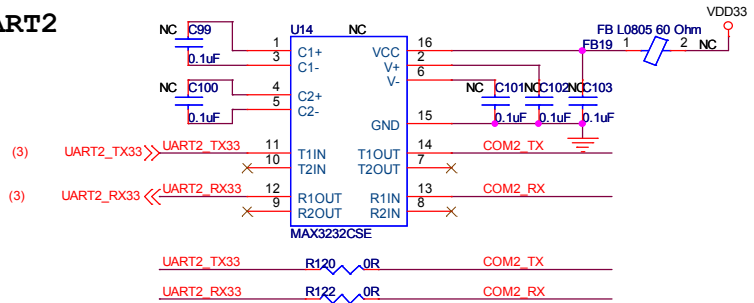 ART2
VDD33
NC C99
U14 NC
FB L0805 60 Ohm
FB19 1 2 NC
1 C1+ VCC 16
3 C1- V+ 2
0.1uF
V- 6
NC C100
4 C2+
5 C2-
NC C101 NC C102 NC C103
0.1uF
0.1uF 0.1uF 0.1uF
GND 15
(3) UART2_TX33 UART2_TX33 11 T1IN T1OUT 14 COM2_TX
10 T2IN T2OUT 7
(3) UART2_RX33 UART2_RX33 12 R1OUT R1IN 13 COM2_RX
9 R2OUT R2IN 8
MAX3232CSE
UART2_TX33 R120 0R COM2_TX
UART2_RX33 R122 0R COM2_RX